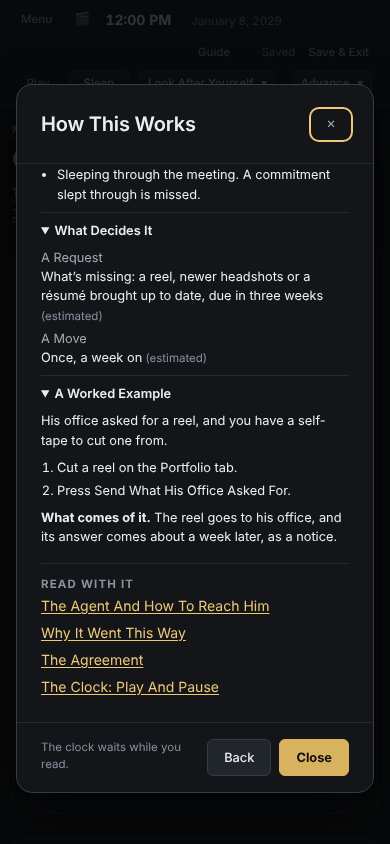 Menu 🎬 12:00 PM January 8, 2029
Guide Saved Save & Exit
Play Sleep Look After Yourself ▾ Advance ▾
How This Works
×
• Sleeping through the meeting. A commitment
slept through is missed.
▼ What Decides It
A Request
What's missing: a reel, newer headshots or a
résumé brought up to date, due in three weeks
(estimated)
A Move
Once, a week on (estimated)
▼ A Worked Example
His office asked for a reel, and you have a self-
tape to cut one from.
1. Cut a reel on the Portfolio tab.
2. Press Send What His Office Asked For.
What comes of it. The reel goes to his office, and
its answer comes about a week later, as a notice.
READ WITH IT
The Agent And How To Reach Him
Why It Went This Way
The Agreement
The Clock: Play And Pause
The clock waits while you
read.
Back
Close